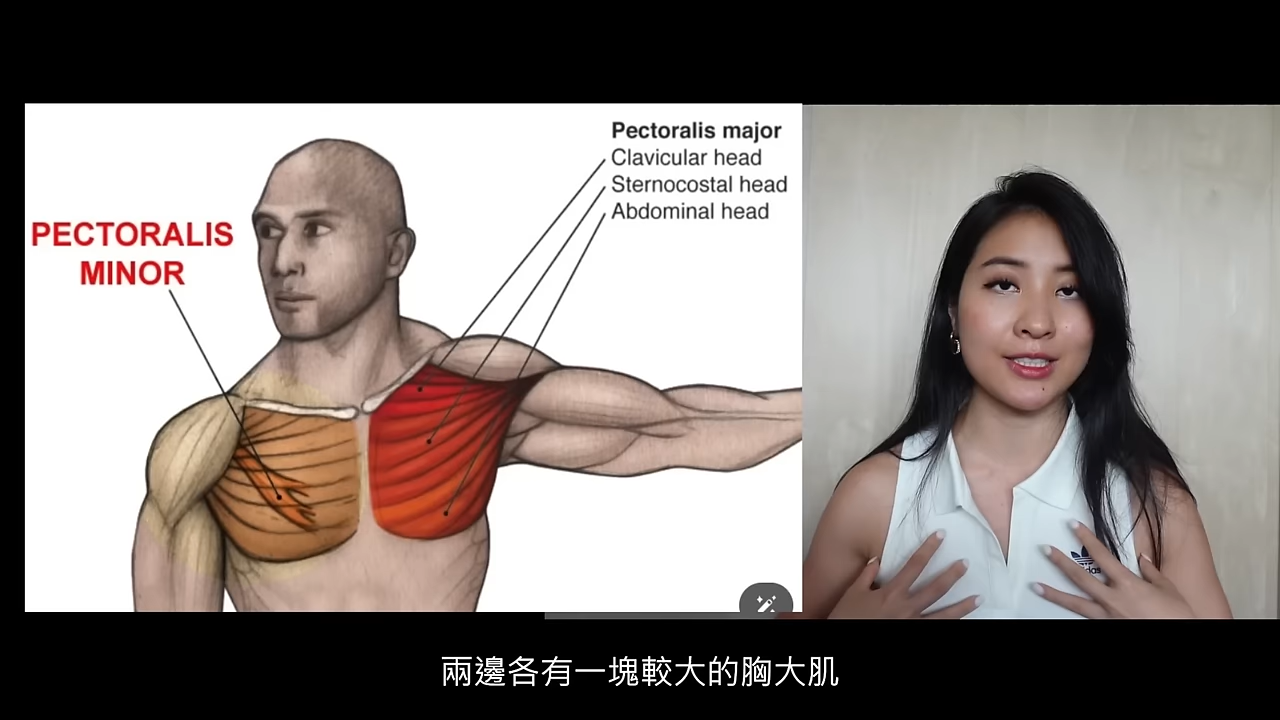 PECTORALIS
MINOR
Pectoralis major
Clavicular head
Sternocostal head
Abdominal head
兩邊各有一塊較大的胸大肌